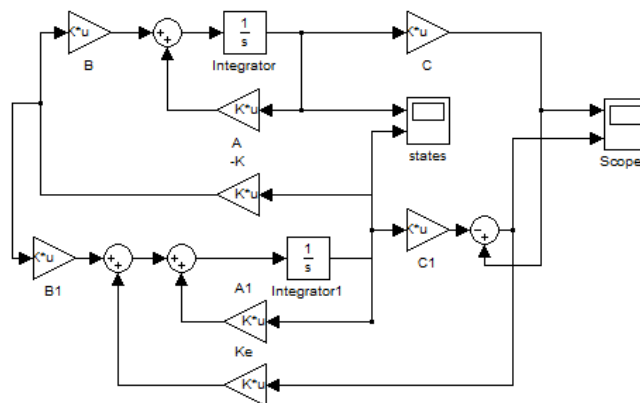 K*u
B
+
+
1
s
Integrator
K*u
C
K*u
A
states
Scope
-K
K*u
K*u
B1
+
+
+
+
1
s
Integrator1
K*u
C1
-
+
A1
K*u
Ke
K*u